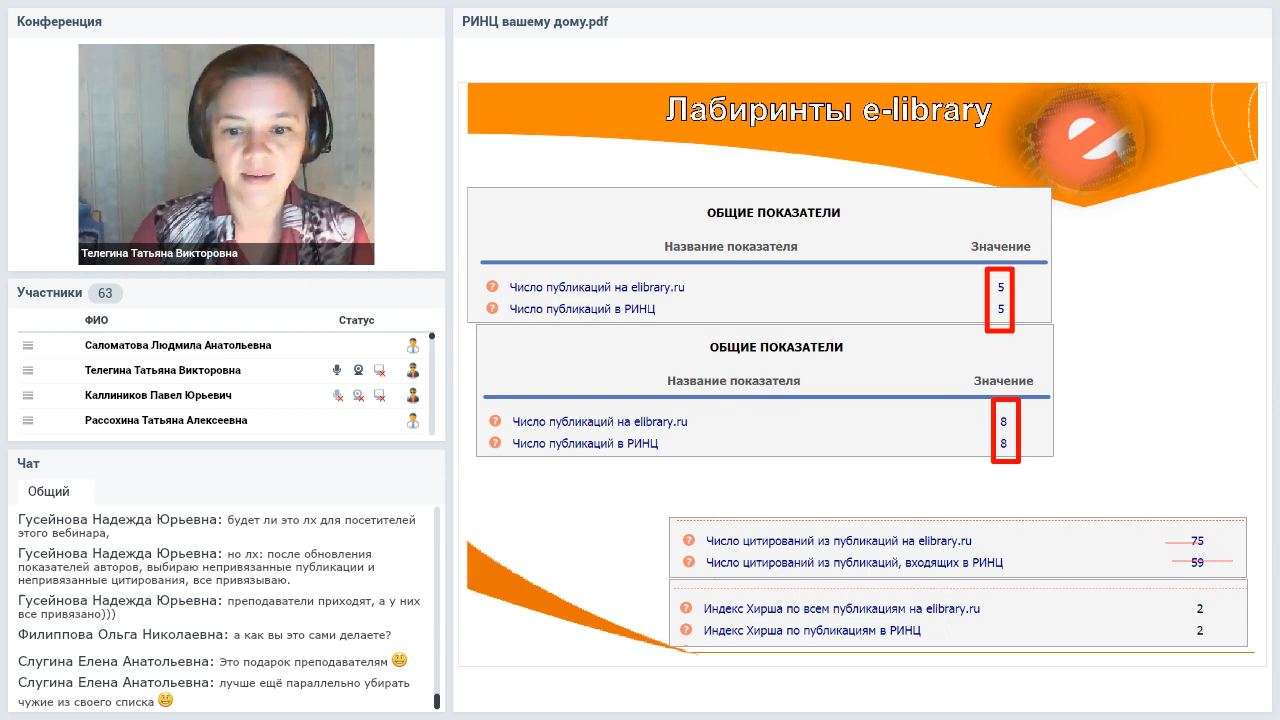 Конференция
Телегина Татьяна Викторовна
Участники 63
ФИО Статус
Саломатова Людмила Анатольевна
Телегина Татьяна Викторовна
Каллиников Павел Юрьевич
Рассохина Татьяна Алексеевна
Чат
Общий
Гусейнова Надежда Юрьевна: будет ли это лх для посетителей
этого вебинара,
Гусейнова Надежда Юрьевна: но лх: после обновления
показателей авторов, выбираю непривязанные публикации и
непривязанные цитирования, все привязываю.
Гусейнова Надежда Юрьевна: преподаватели приходят, а у них
все привязано)))
Филиппова Ольга Николаевна: а как вы это сами делаете?
Слугина Елена Анатольевна: Это подарок преподавателям
Слугина Елена Анатольевна: лучше ещё параллельно убирать
чужие из своего списка
РИНЦ вашему дому.pdf
Лабиринты e-library
ОБЩИЕ ПОКАЗАТЕЛИ
Название показателя Значение
Число публикаций на elibrary.ru 5
Число публикаций в РИНЦ 5
ОБЩИЕ ПОКАЗАТЕЛИ
Название показателя Значение
Число публикаций на elibrary.ru 8
Число публикаций в РИНЦ 8
Число цитирований из публикаций на elibrary.ru 75
Число цитирований из публикаций, входящих в РИНЦ 59
Индекс Хирша по всем публикациям на elibrary.ru 2
Индекс Хирша по публикациям в РИНЦ 2